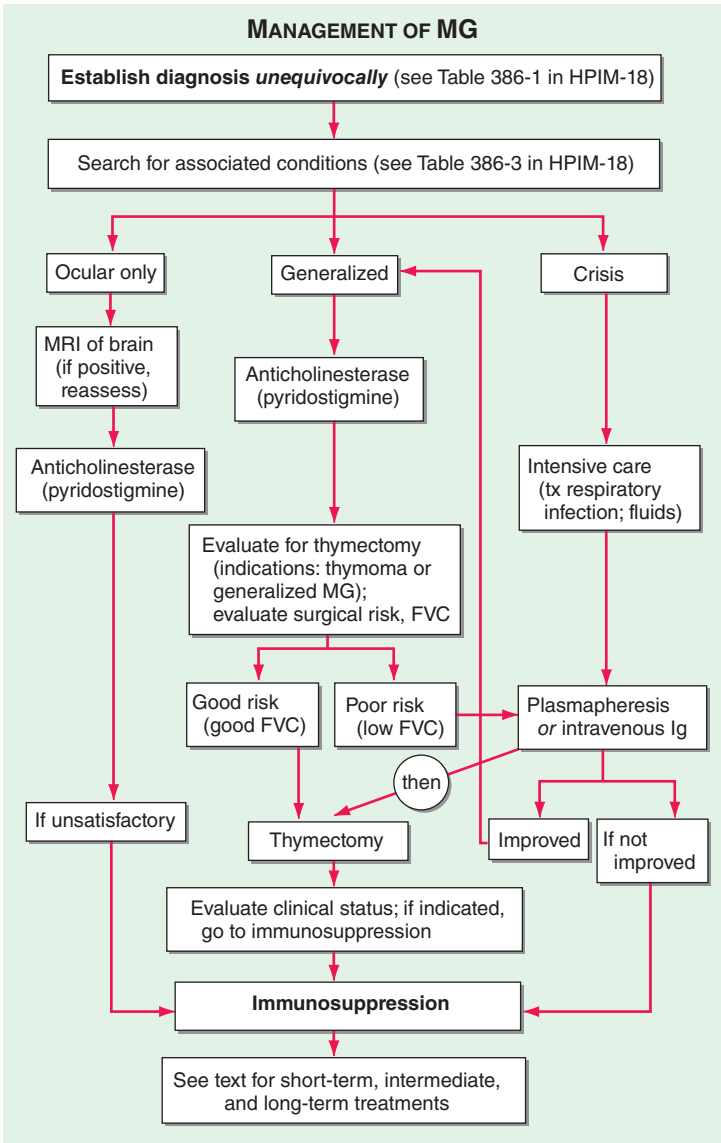 MANAGEMENT OF MG
Establish diagnosis unequivocally (see Table 386-1 in HPIM-18)
Search for associated conditions (see Table 386-3 in HPIM-18)
Ocular only
Generalized
Crisis
MRI of brain
(if positive,
reassess)
Anticholinesterase
(pyridostigmine)
Anticholinesterase
(pyridostigmine)
Intensive care
(tx respiratory
infection; fluids)
Evaluate for thymectomy
(indications: thymoma or
generalized MG);
evaluate surgical risk, FVC
Good risk
(good FVC)
Poor risk
(low FVC)
Plasmapheresis
or intravenous Ig
then
If unsatisfactory
Thymectomy
Improved
If not
improved
Evaluate clinical status; if indicated,
go to immunosuppression
Immunosuppression
See text for short-term, intermediate,
and long-term treatments